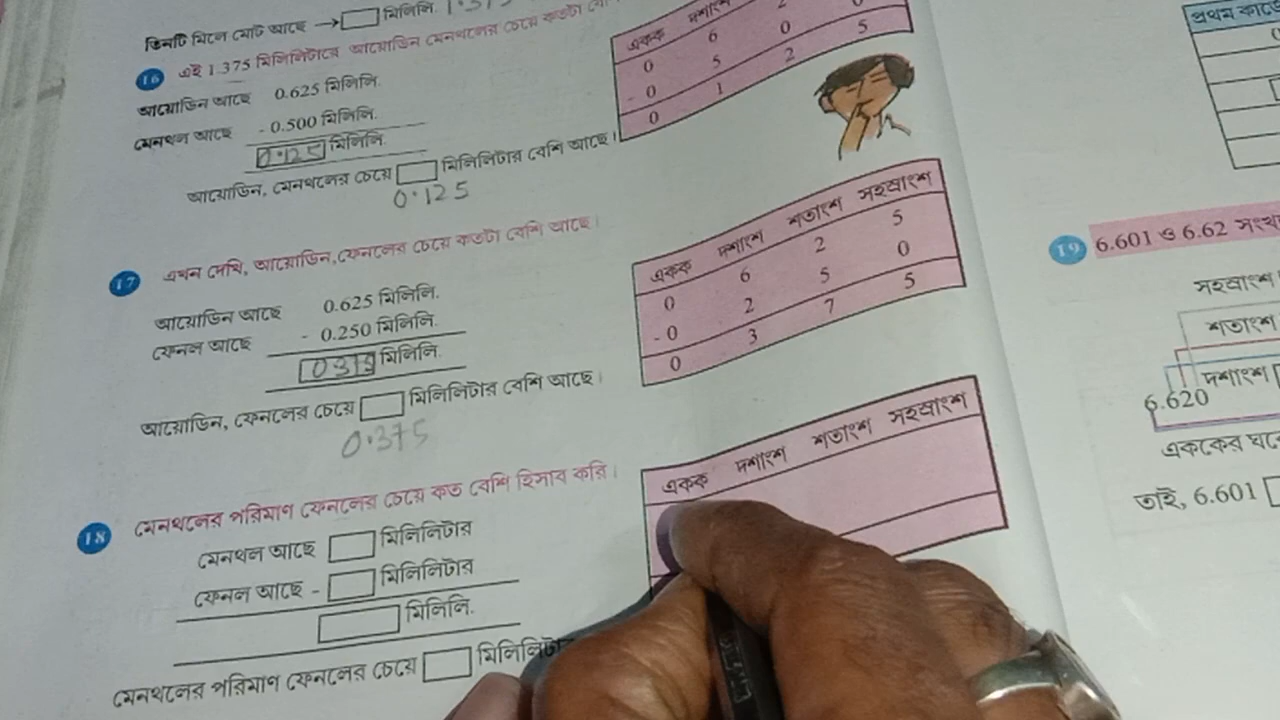 তিনটি মিলে মোট আছে → মিলিলি. 1.375
16 এই 1.375 মিলিলিটারে আয়োডিন মেনথলের চেয়ে কতটা
আয়োডিন আছে 0.625 মিলিলি.
মেনথল আছে - 0.500 মিলিলি.
0.125 মিলিলি.
আয়োডিন, মেনথলের চেয়ে মিলিলিটার বেশি আছে।
0.125
একক দশাংশ
0 6 2
0 5 0
- 0 1 2 5
0
17 এখন দেখি, আয়োডিন, ফেনলের চেয়ে কতটা বেশি আছে।
আয়োডিন আছে 0.625 মিলিলি.
ফেনল আছে - 0.250 মিলিলি.
0.375 মিলিলি.
আয়োডিন, ফেনলের চেয়ে মিলিলিটার বেশি আছে।
0.375
একক দশাংশ শতাংশ সহস্রাংশ
0 6 2 5
- 0 2 5 0
0 3 7 5
18 মেনথলের পরিমাণ ফেনলের চেয়ে কত বেশি হিসাব করি।
মেনথল আছে মিলিলিটার
ফেনল আছে - মিলিলিটার
মিলিলি.
মেনথলের পরিমাণ ফেনলের চেয়ে মিলিলিটা
একক দশাংশ শতাংশ সহস্রাংশ
প্রথম কার্ডে
19 6.601 ও 6.62 সংখ্যা
সহস্রাংশ
শতাংশ
দশাংশ
6.620
এককের ঘরে
তাই, 6.601